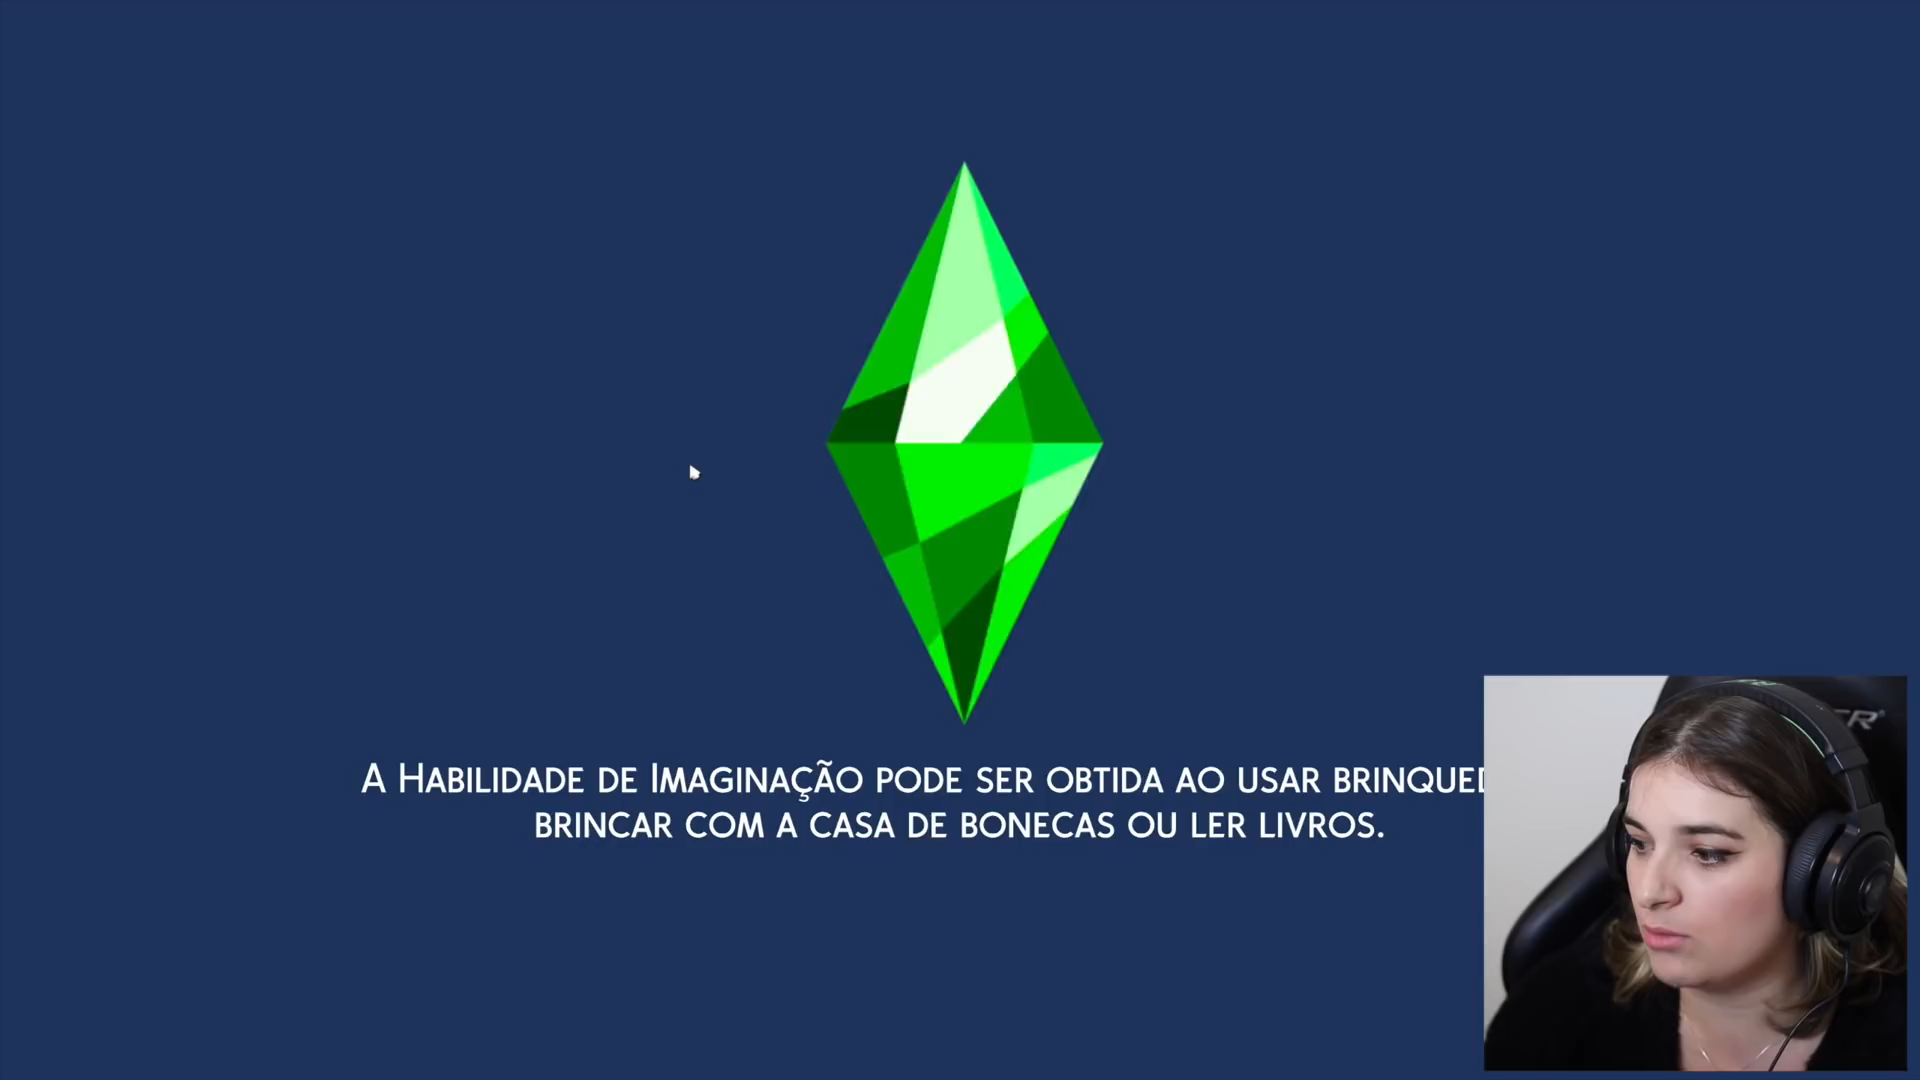 A Habilidade de Imaginação pode ser obtida ao usar
brincar com a casa de bonecas ou ler livros.